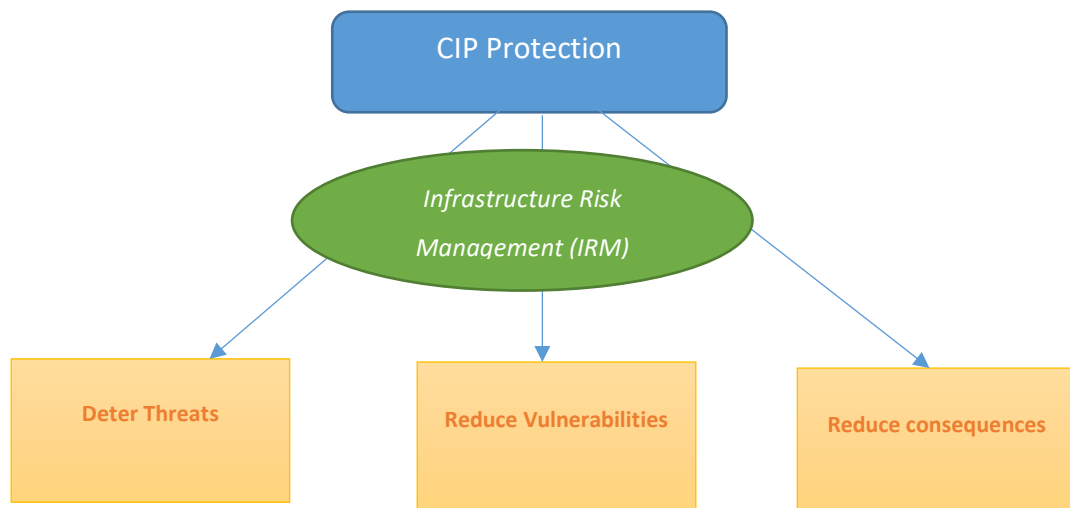 CIP Protection
Infrastructure Risk
Management (IRM)
Deter Threats
Reduce Vulnerabilities
Reduce consequences